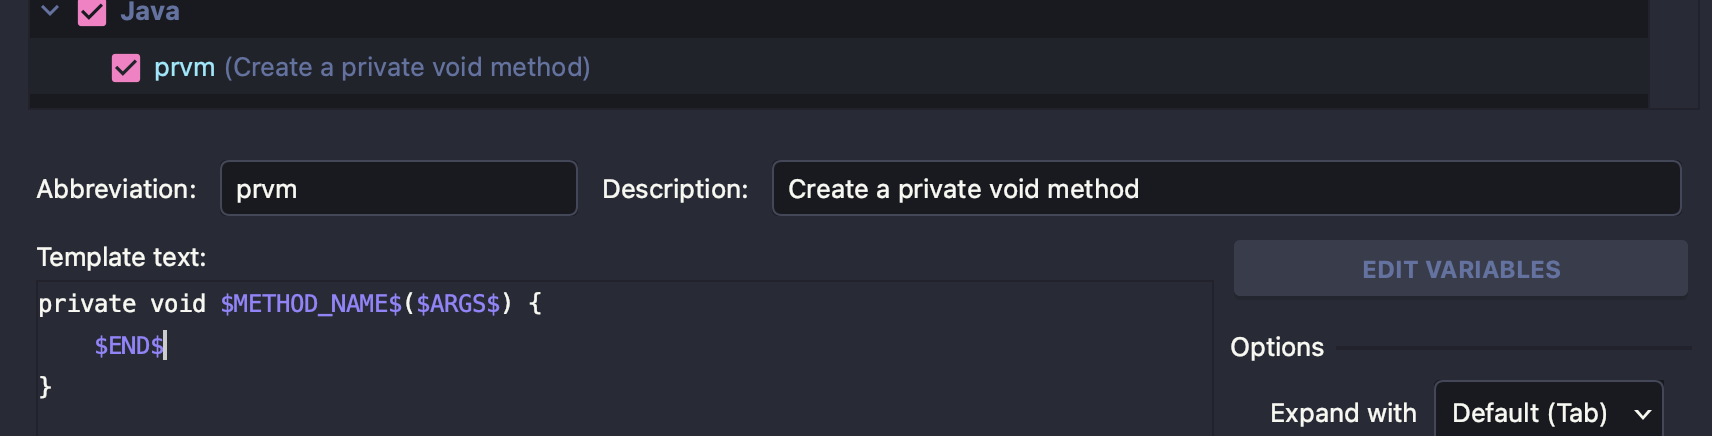 Java
prvm (Create a private void method)
Abbreviation: prvm Description: Create a private void method
Template text:
EDIT VARIABLES
private void $METHOD_NAME$($ARGS$) {
    $END$
}
Options
Expand with Default (Tab)